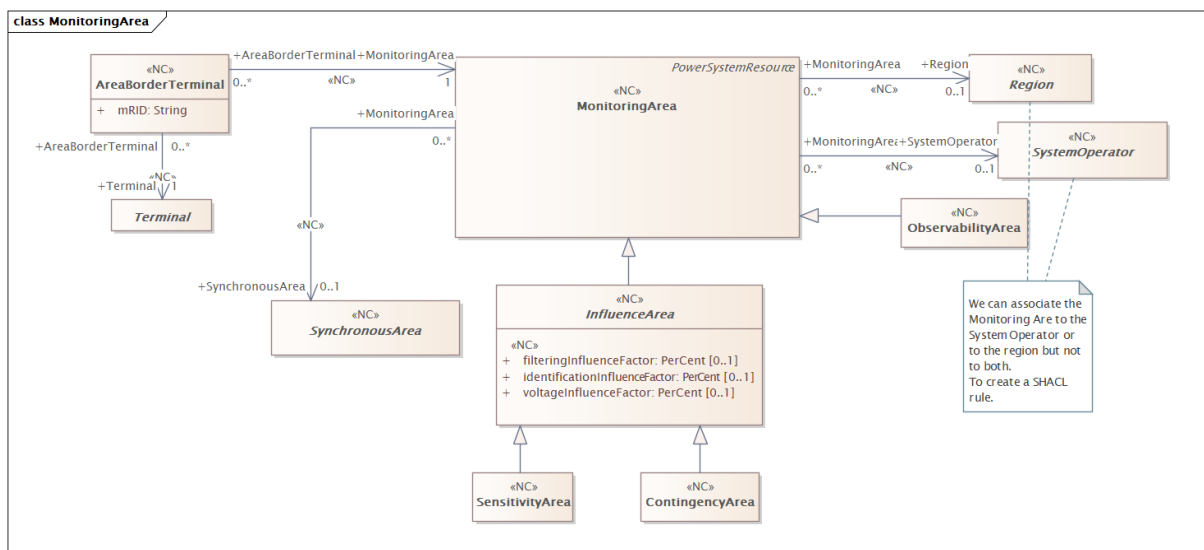 class MonitoringArea
«NC»
AreaBorderTerminal
+ mRID: String
+AreaBorderTerminal
0..*
«NC»
+MonitoringArea
1
PowerSystemResource
«NC»
MonitoringArea
+MonitoringArea
0..*
«NC»
+Region
0..1
«NC»
Region
+MonitoringArea
0..*
+AreaBorderTerminal
0..*
«NC»
+Terminal
1
Terminal
+MonitoringArea
0..*
«NC»
+SystemOperator
0..1
«NC»
SystemOperator
«NC»
ObservabilityArea
«NC»
+SynchronousArea
0..1
«NC»
SynchronousArea
«NC»
InfluenceArea
«NC»
+ filteringInfluenceFactor: PerCent [0..1]
+ identificationInfluenceFactor: PerCent [0..1]
+ voltageInfluenceFactor: PerCent [0..1]
We can associate the
Monitoring Are to the
System Operator or
to the region but not
to both.
To create a SHACL
rule.
«NC»
SensitivityArea
«NC»
ContingencyArea